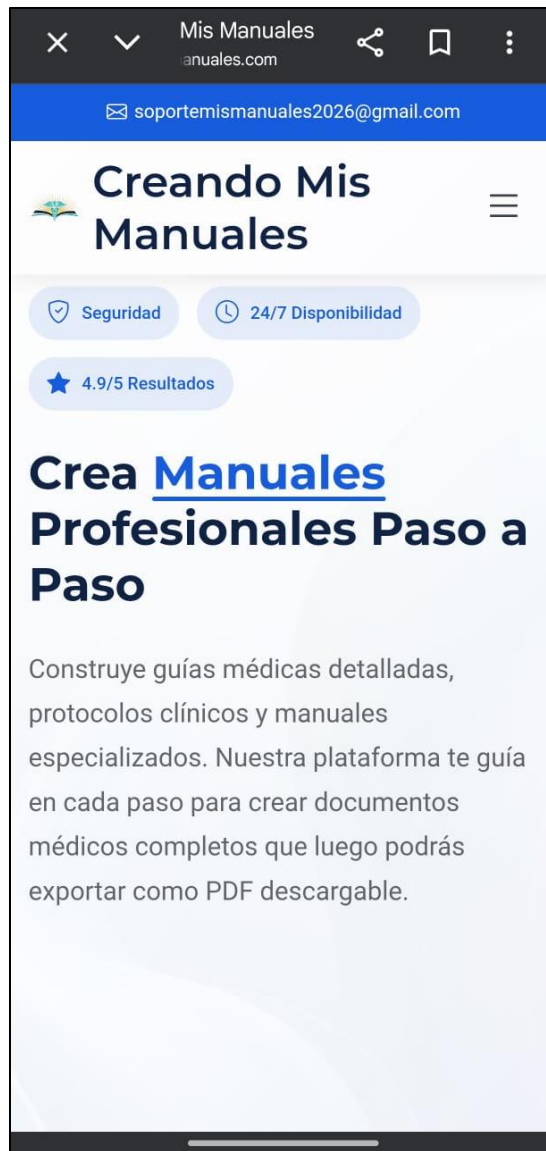 Mis Manuales
anuales.com
soportemismanuales2026@gmail.com
Creando Mis
Manuales
Seguridad
24/7 Disponibilidad
4.9/5 Resultados
Crea Manuales
Profesionales Paso a
Paso
Construye guías médicas detalladas,
protocolos clínicos y manuales
especializados. Nuestra plataforma te guía
en cada paso para crear documentos
médicos completos que luego podrás
exportar como PDF descargable.